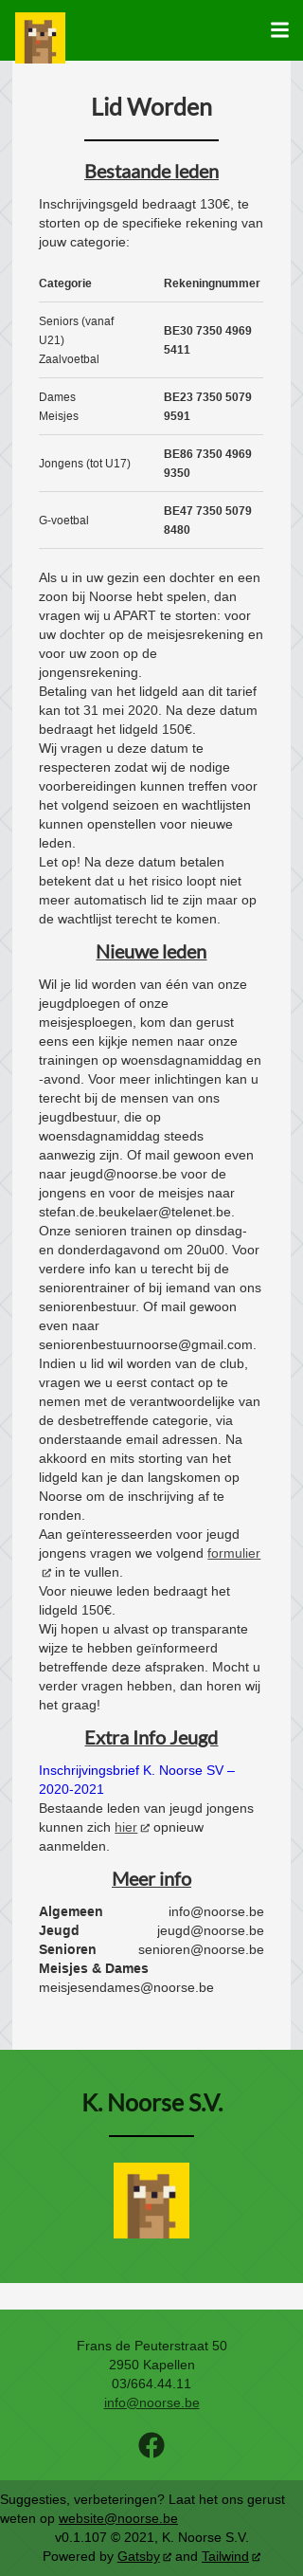 Lid Worden
Bestaande leden
Inschrijvingsgeld bedraagt 130€, te
storten op de specifieke rekening van
jouw categorie:
Categorie Rekeningnummer
Seniors (vanaf
U21)
Zaalvoetbal
BE30 7350 4969
5411
Dames
Meisjes
BE23 7350 5079
9591
Jongens (tot U17)
BE86 7350 4969
9350
G-voetbal
BE47 7350 5079
8480
Als u in uw gezin een dochter en een
zoon bij Noorse hebt spelen, dan
vragen wij u APART te storten: voor
uw dochter op de meisjesrekening en
voor uw zoon op de
jongensrekening.
Betaling van het lidgeld aan dit tarief
kan tot 31 mei 2020. Na deze datum
bedraagt het lidgeld 150€.
Wij vragen u deze datum te
respecteren zodat wij de nodige
voorbereidingen kunnen treffen voor
het volgend seizoen en wachtlijsten
kunnen openstellen voor nieuwe
leden.
Let op! Na deze datum betalen
betekent dat u het risico loopt niet
meer automatisch lid te zijn maar op
de wachtlijst terecht te komen.
Nieuwe leden
Wil je lid worden van één van onze
jeugdploegen of onze
meisjesploegen, kom dan gerust
eens een kijkje nemen naar onze
trainingen op woensdagnamiddag en
-avond. Voor meer inlichtingen kan u
terecht bij de mensen van ons
jeugdbestuur, die op
woensdagnamiddag steeds
aanwezig zijn. Of mail gewoon even
naar jeugd@noorse.be voor de
jongens en voor de meisjes naar
stefan.de.beukelaer@telenet.be.
Onze senioren trainen op dinsdag-
en donderdagavond om 20u00. Voor
verdere info kan u terecht bij de
seniorentrainer of bij iemand van ons
seniorenbestuur. Of mail gewoon
even naar
seniorenbestuurnoorse@gmail.com.
Indien u lid wil worden van de club,
vragen we u eerst contact op te
nemen met de verantwoordelijke van
de desbetreffende categorie, via
onderstaande email adressen. Na
akkoord en mits storting van het
lidgeld kan je dan langskomen op
Noorse om de inschrijving af te
ronden.
Aan geïnteresseerden voor jeugd
jongens vragen we volgend formulier
in te vullen.
Voor nieuwe leden bedraagt het
lidgeld 150€.
Wij hopen u alvast op transparante
wijze te hebben geïnformeerd
betreffende deze afspraken. Mocht u
verder vragen hebben, dan horen wij
het graag!
Extra Info Jeugd
Inschrijvingsbrief K. Noorse SV –
2020-2021
Bestaande leden van jeugd jongens
kunnen zich hier opnieuw
aanmelden.
Meer info
Algemeen info@noorse.be
Jeugd jeugd@noorse.be
Senioren senioren@noorse.be
Meisjes & Dames
meisjesendames@noorse.be
K. Noorse S.V.
Frans de Peuterstraat 50
2950 Kapellen
03/664.44.11
info@noorse.be
Suggesties, verbeteringen? Laat het ons gerust
weten op website@noorse.be
v0.1.107 © 2021, K. Noorse S.V.
Powered by Gatsby and Tailwind